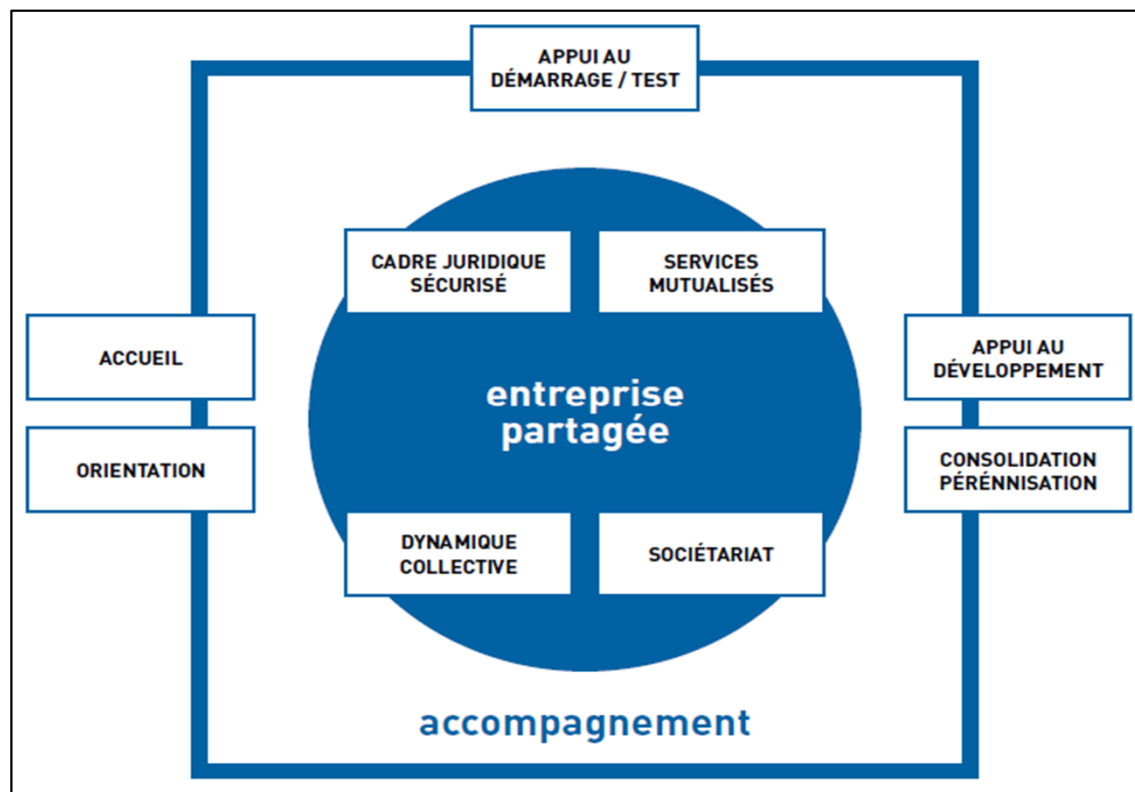 APPUI AU
DÉMARRAGE / TEST
CADRE JURIDIQUE
SÉCURISÉ
SERVICES
MUTUALISÉS
ACCUEIL
ORIENTATION
entreprise
partagée
APPUI AU
DÉVELOPPEMENT
CONSOLIDATION
PÉRÉNNISATION
DYNAMIQUE
COLLECTIVE
SOCIÉTARIAT
accompagnement